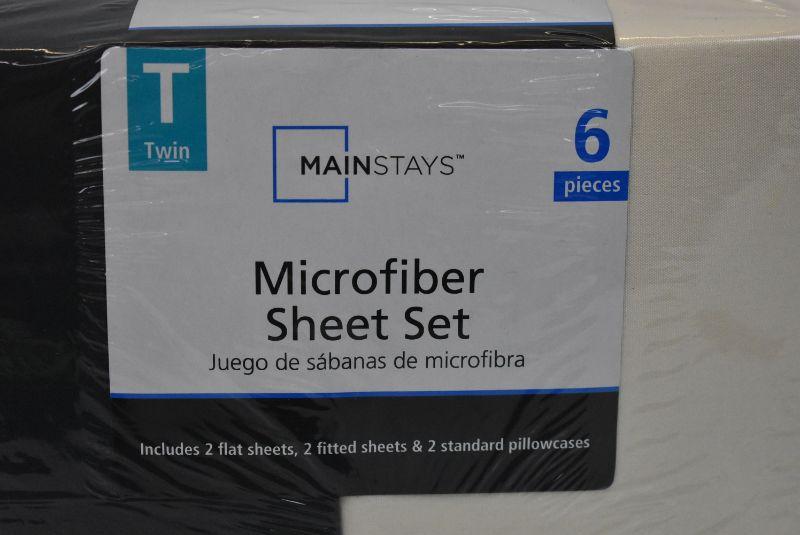 T
Twin
MAINSTAYS™
6
pieces
Microfiber
Sheet Set
Juego de sábanas de microfibra
Includes 2 flat sheets, 2 fitted sheets & 2 standard pillowcases